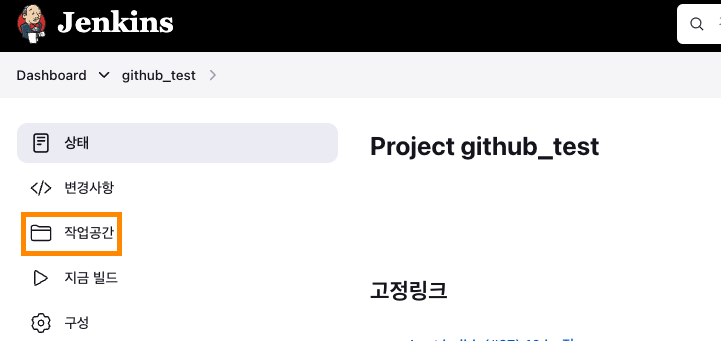 Jenkins
Dashboard github_test
상태
Project github_test
변경사항
작업공간
지금 빌드
고정링크
구성